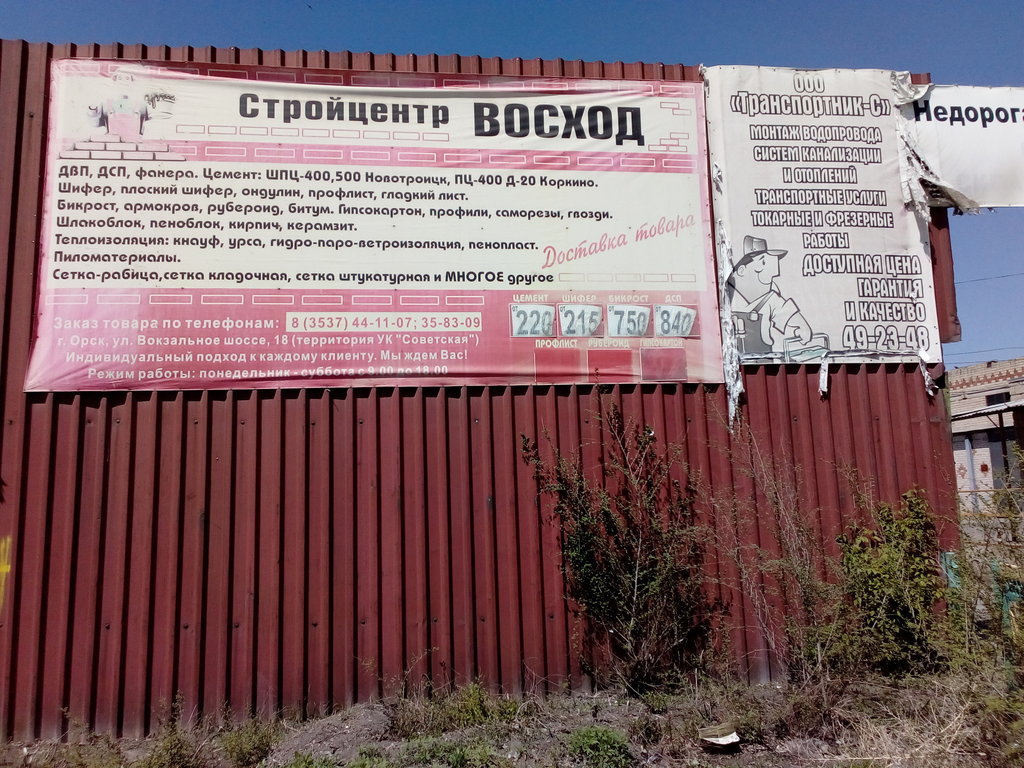 Стройцентр ВОСХОД
ДВП, ДСП, фанера. Цемент: ШПЦ-400,500 Новотроицк, ПЦ-400 Д-20 Коркино.
Шифер, плоский шифер, ондулин, профлист, гладкий лист.
Бикрост, армокров, рубероид, битум. Гипсокартон, профили, саморезы, гвозди.
Шлакоблок, пеноблок, кирпич, керамзит.
Теплоизоляция: кнауф, урса, гидро-паро-ветроизоляция, пенопласт.
Пиломатериалы.
Доставка товара
Сетка-рабица,сетка кладочная, сетка штукатурная и МНОГОЕ другое
Заказ товара по телефонам: 8 (3537) 44-11-07; 35-83-09
г. Орск, ул. Вокзальное шоссе, 18 (территория УК "Советская")
Индивидуальный подход к каждому клиенту. Мы ждем Вас!
Режим работы: понедельник - суббота с 9.00 до 18.00
ЦЕМЕНТ ШИФЕР БИКРОСТ ДСП
от 220 от 215 от 750 от 840
ПРОФЛИСТ РУБЕРОИД ГИПСОКАРТОН
ООО
«Транспортник-С»
МОНТАЖ ВОДОПРОВОДА
СИСТЕМ КАНАЛИЗАЦИИ
И ОТОПЛЕНИЙ
ТРАНСПОРТНЫЕ УСЛУГИ
ТОКАРНЫЕ И ФРЕЗЕРНЫЕ
РАБОТЫ
ДОСТУПНАЯ ЦЕНА
ГАРАНТИЯ
И КАЧЕСТВО
49-23-48
Недорога